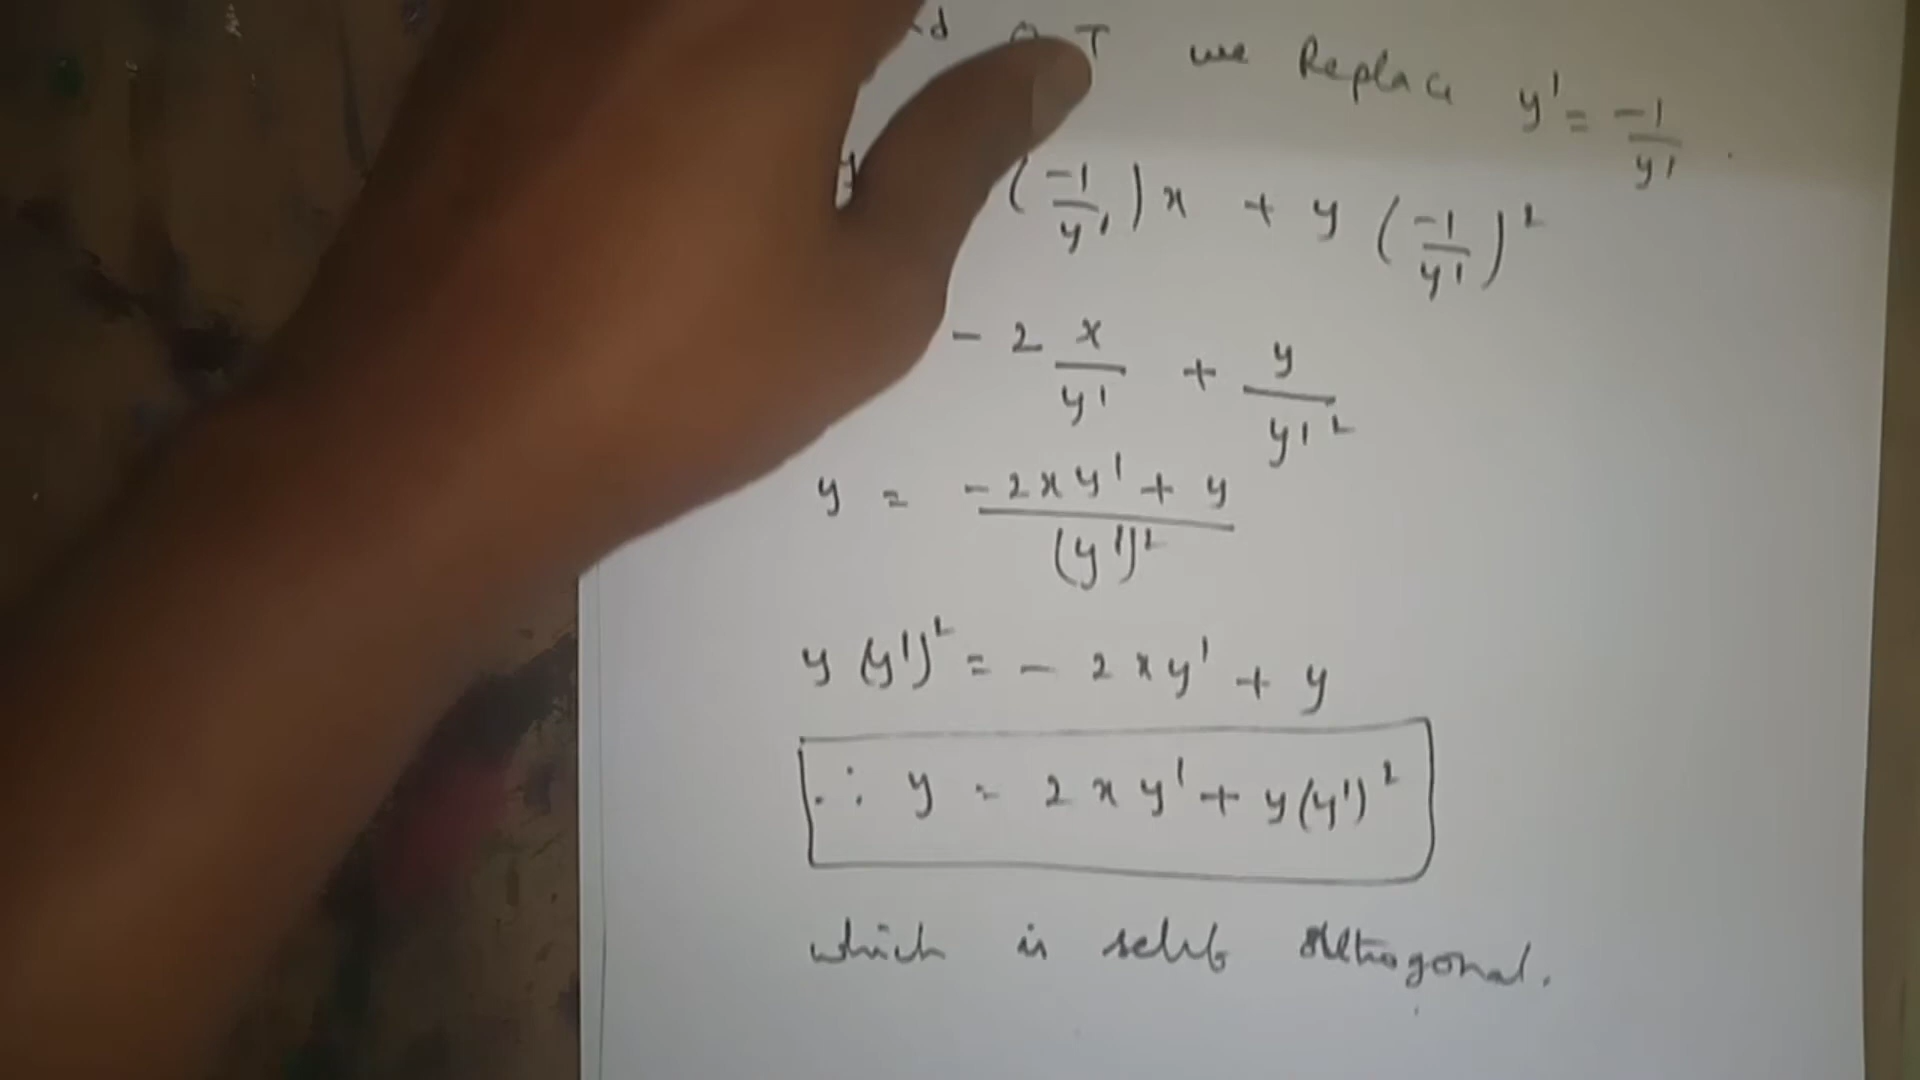 T we Replace y' = -1/y'
(-1/y')x + y(-1/y')²
- 2 x/y' + y/y'²
y = (-2xy' + y)/(y')²
y(y')² = - 2xy' + y
∴ y = 2xy' + y(y')²
which is self orthogonal.